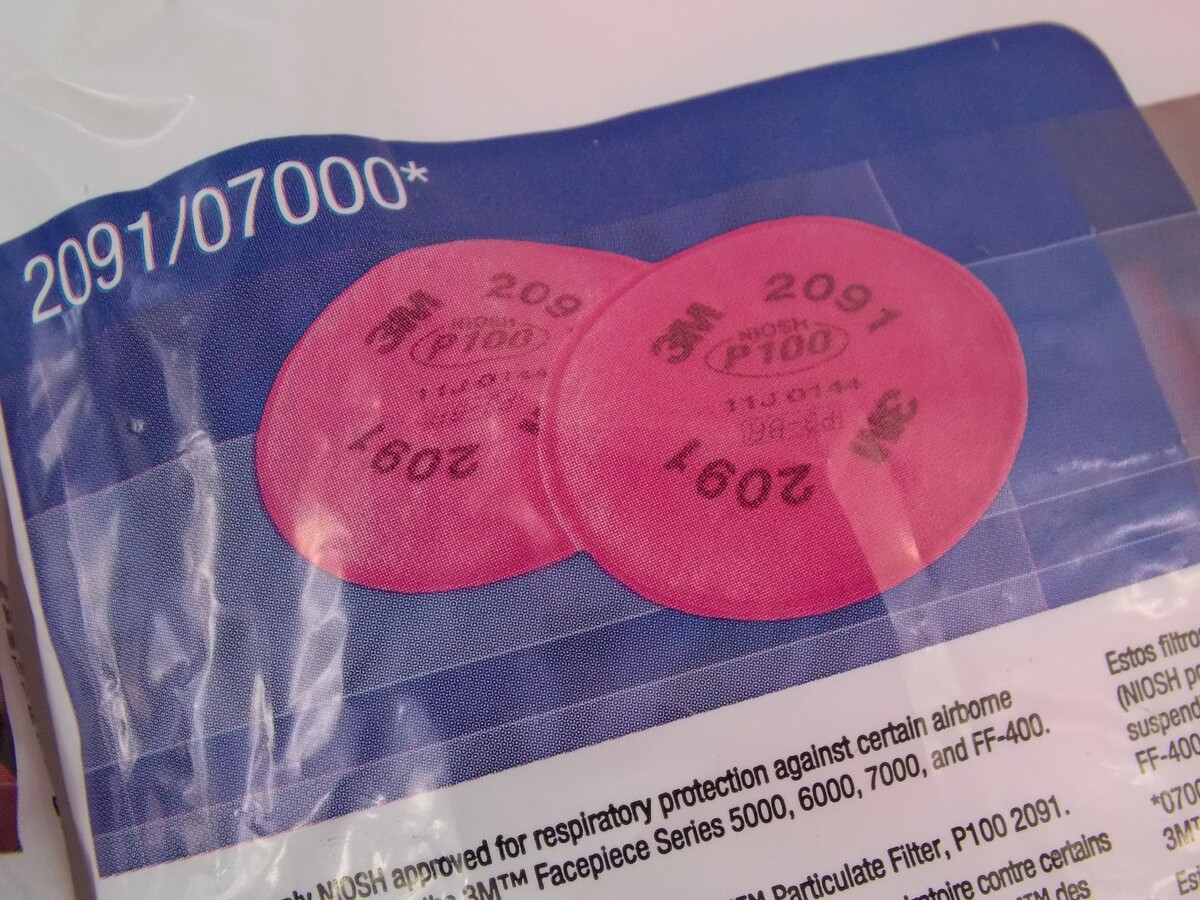 2091/07000*
3M 209
NIOSH
P100
11J 0144
2091
3M 2091
NIOSH
P100
11J 0144
3M
2091
NIOSH approved for respiratory protection against certain airborne
3M™ Facepiece Series 5000, 6000, 7000, and FF-400.
Particulate Filter, P100 2091.
contre certains
des
Estos filtros
(NIOSH
FF-400
3M